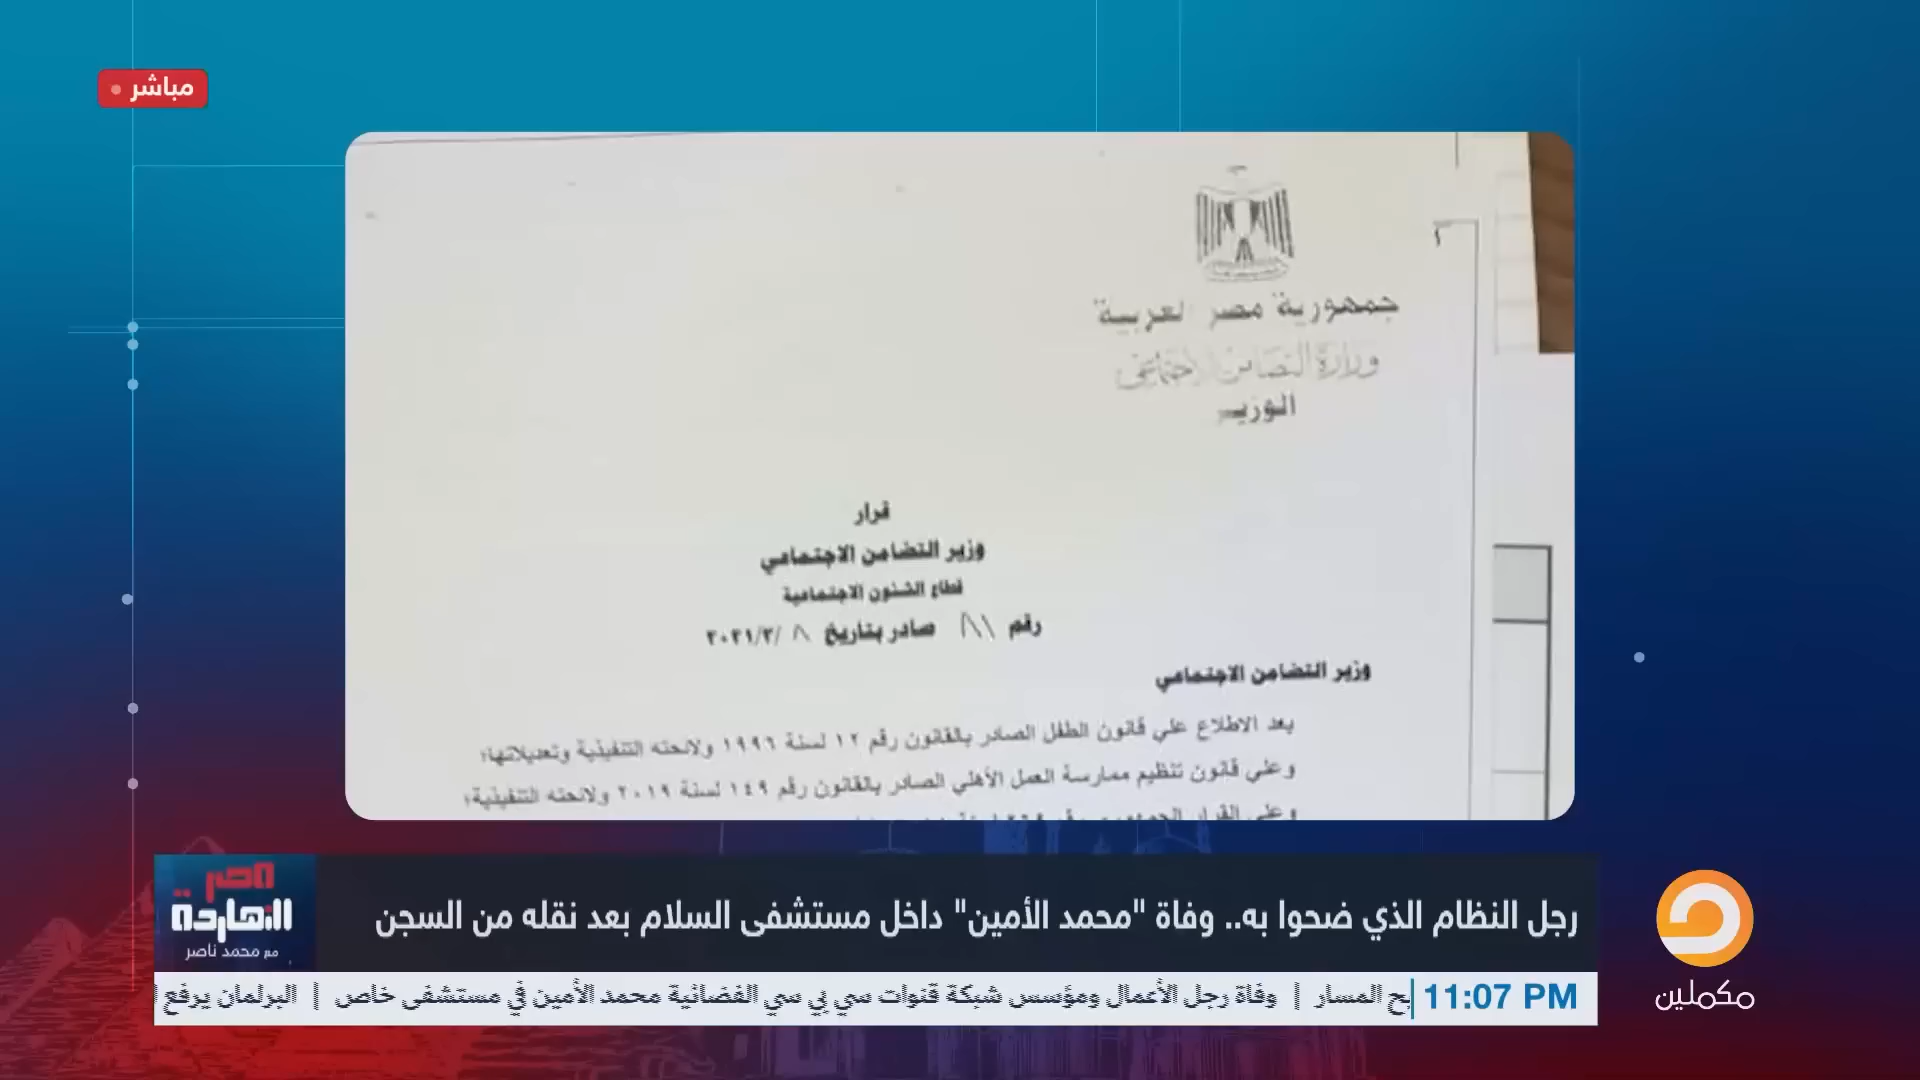 مباشر
جمهورية مصر العربية
وزارة التضامن الاجتماعي
الوزير
قرار
وزير التضامن الاجتماعي
قطاع الشئون الاجتماعية
رقم ١٨١ صادر بتاريخ ٨ /٢٠٢١/٣
وزير التضامن الاجتماعي
بعد الاطلاع علي قانون الطفل الصادر بالقانون رقم ١٢ لسنة ١٩٩٦ ولائحته التنفيذية وتعديلاتها؛
وعلي قانون تنظيم ممارسة العمل الأهلي الصادر بالقانون رقم ١٤٩ لسنة ٢٠١٩ ولائحته التنفيذية؛
وعلي القرار
مصر النهاردة
مع محمد ناصر
رجل النظام الذي ضحوا به.. وفاة "محمد الأمين" داخل مستشفى السلام بعد نقله من السجن
11:07 PM
بح المسار | وفاة رجل الأعمال ومؤسس شبكة قنوات سي بي سي الفضائية محمد الأمين في مستشفى خاص | البرلمان يرفع
مكملين